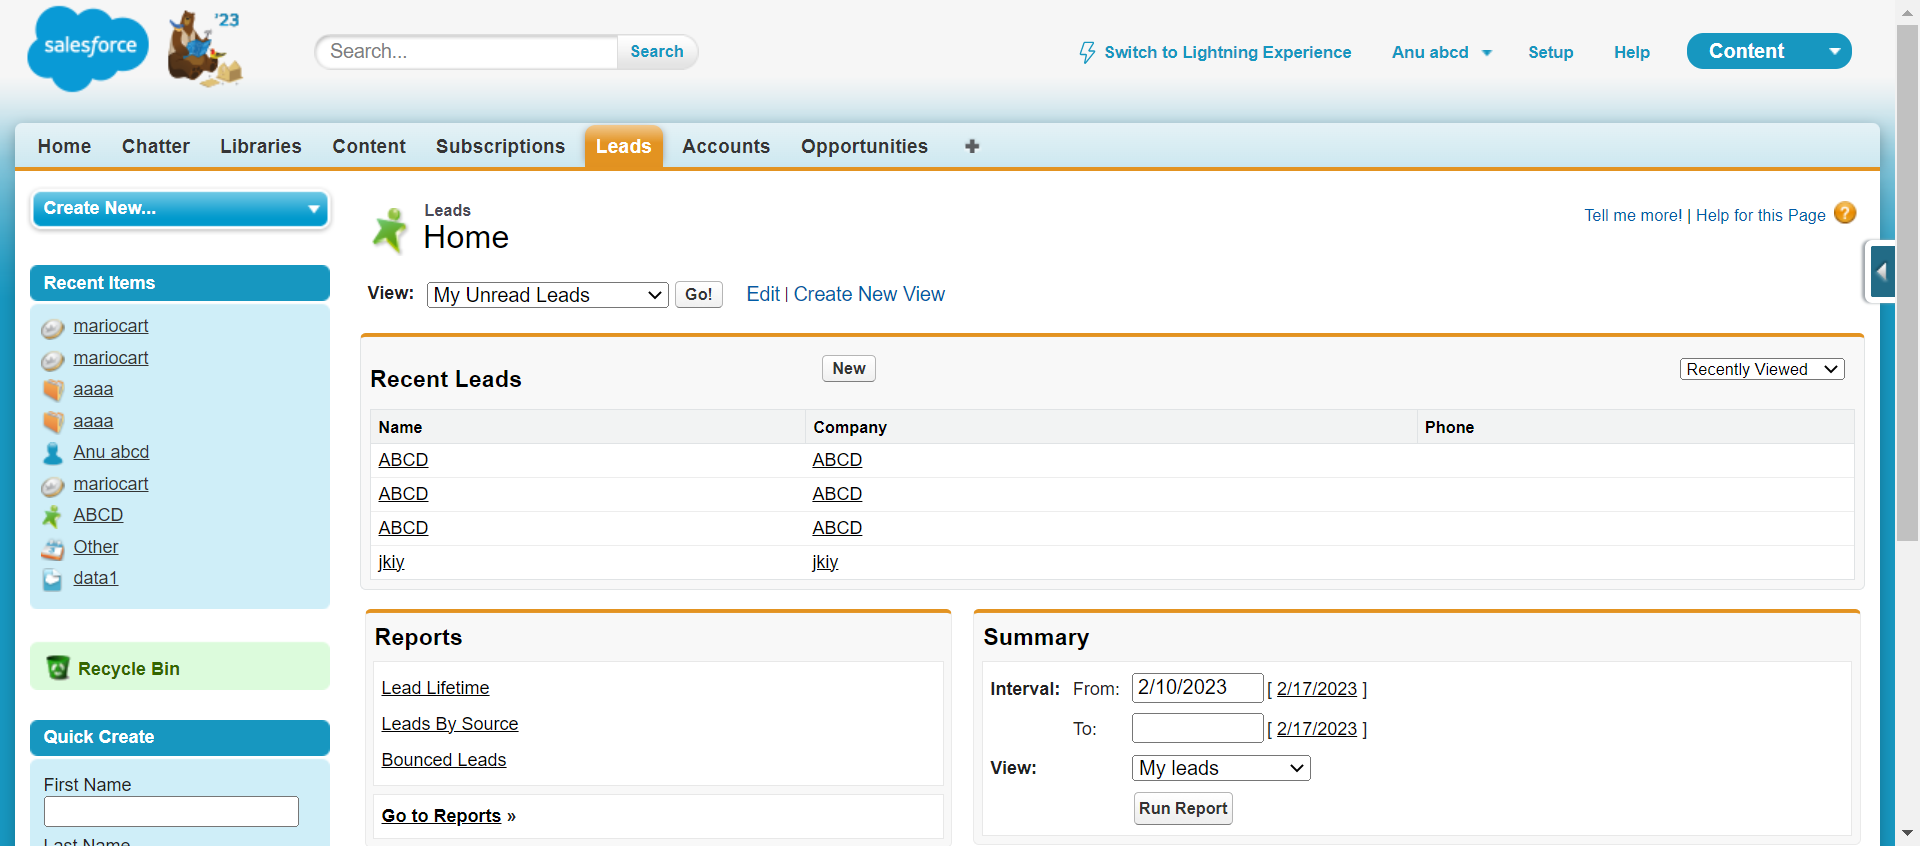 salesforce
'23
Search...
Search
Switch to Lightning Experience
Anu abcd
Setup
Help
Content
Home
Chatter
Libraries
Content
Subscriptions
Leads
Accounts
Opportunities
+
Create New...
Recent Items
mariocart
mariocart
aaaa
aaaa
Anu abcd
mariocart
ABCD
Other
data1
Recycle Bin
Quick Create
First Name
Last Name
Leads
Home
Tell me more! | Help for this Page ?
View: My Unread Leads Go! Edit | Create New View
Recent Leads
New
Recently Viewed
Name Company Phone
ABCD ABCD
ABCD ABCD
ABCD ABCD
jkiy jkiy
Reports
Lead Lifetime
Leads By Source
Bounced Leads
Go to Reports »
Summary
Interval: From: 2/10/2023 [ 2/17/2023 ]
To: [ 2/17/2023 ]
View: My leads
Run Report